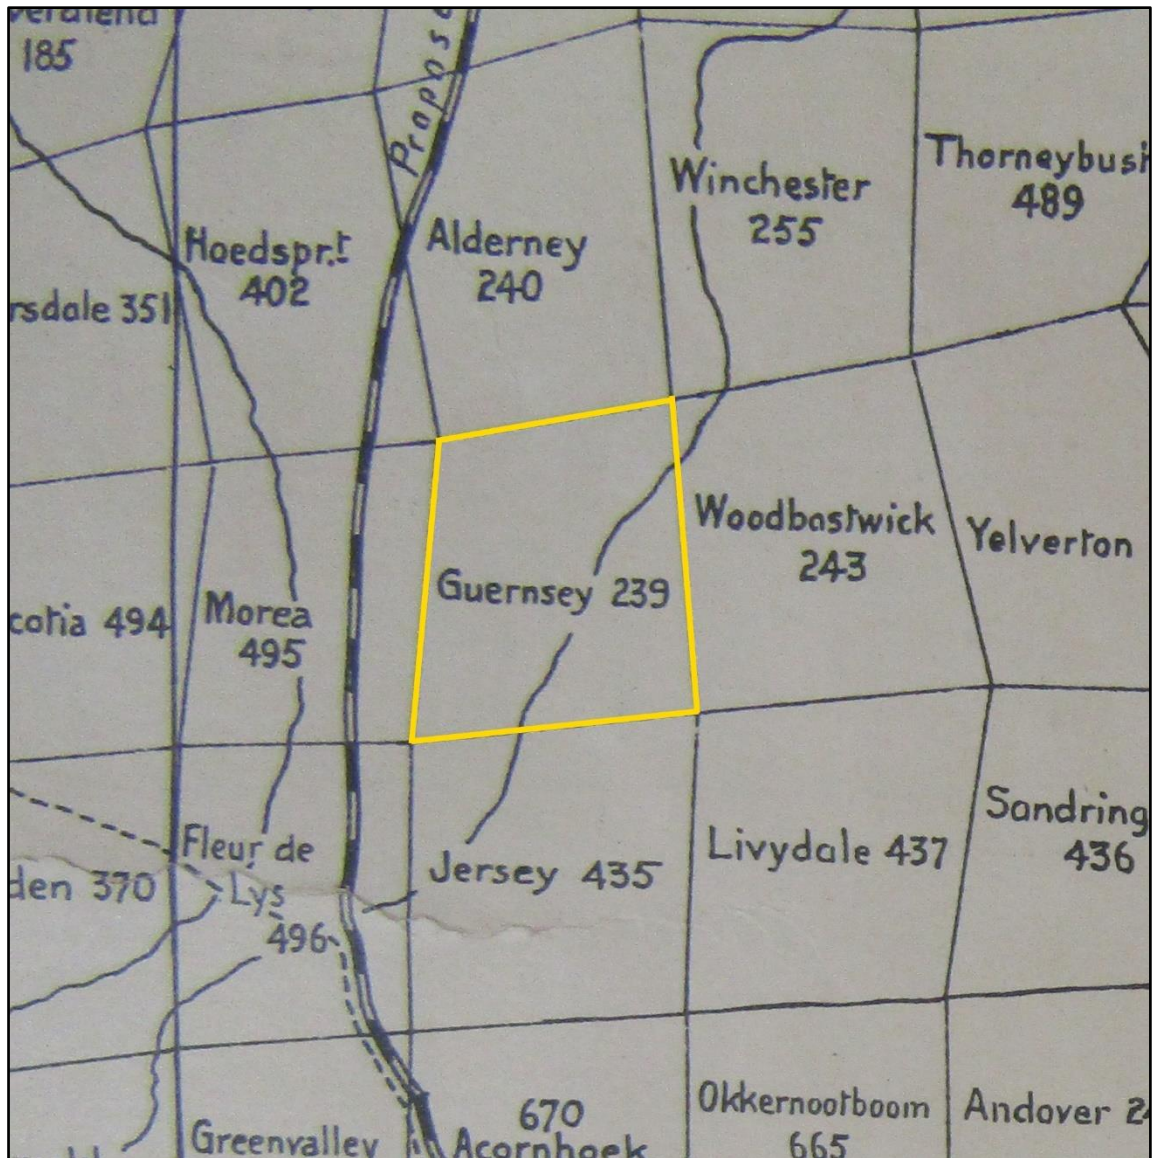 185
Propos
Thorneybush
489
Winchester
255
Hoedspr.t
402
Alderney
240
rsdale 351
Woodbastwick
243
Yelverton
Guernsey 239
cotia 494
Morea
495
Sandring
436
Fleur de
Lys
496
den 370
Jersey 435
Livydale 437
Okkernootboom
665
Andover 24
670
Acornhoek
Greenvalley